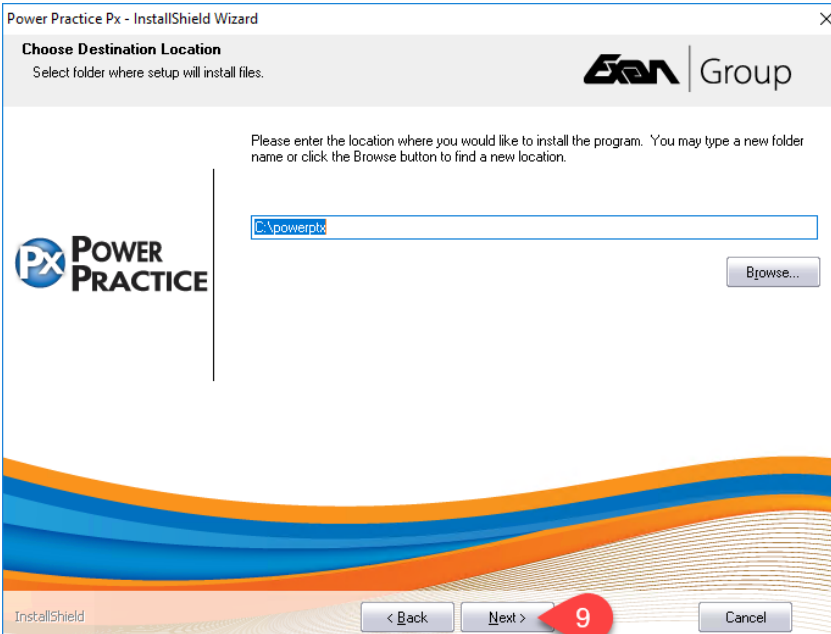 Power Practice Px - InstallShield Wizard
Choose Destination Location
Select folder where setup will install files.
Exan Group
Please enter the location where you would like to install the program. You may type a new folder
name or click the Browse button to find a new location.
C:\powerptx
Px POWER
PRACTICE
Browse...
InstallShield
< Back
Next >
9
Cancel